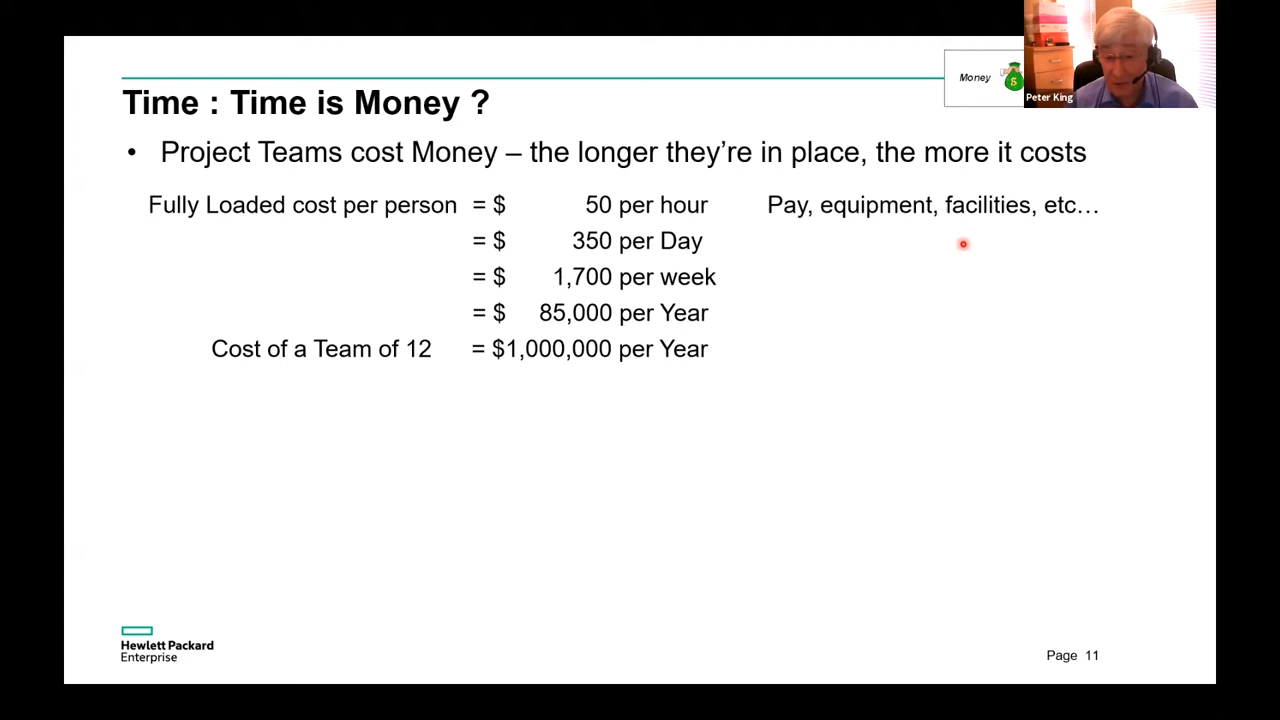 Money
$
Peter King
Time : Time is Money ?
• Project Teams cost Money – the longer they're in place, the more it costs
Fully Loaded cost per person = $ 50 per hour Pay, equipment, facilities, etc…
= $ 350 per Day
= $ 1,700 per week
= $ 85,000 per Year
Cost of a Team of 12 = $1,000,000 per Year
Hewlett Packard
Enterprise
Page 11